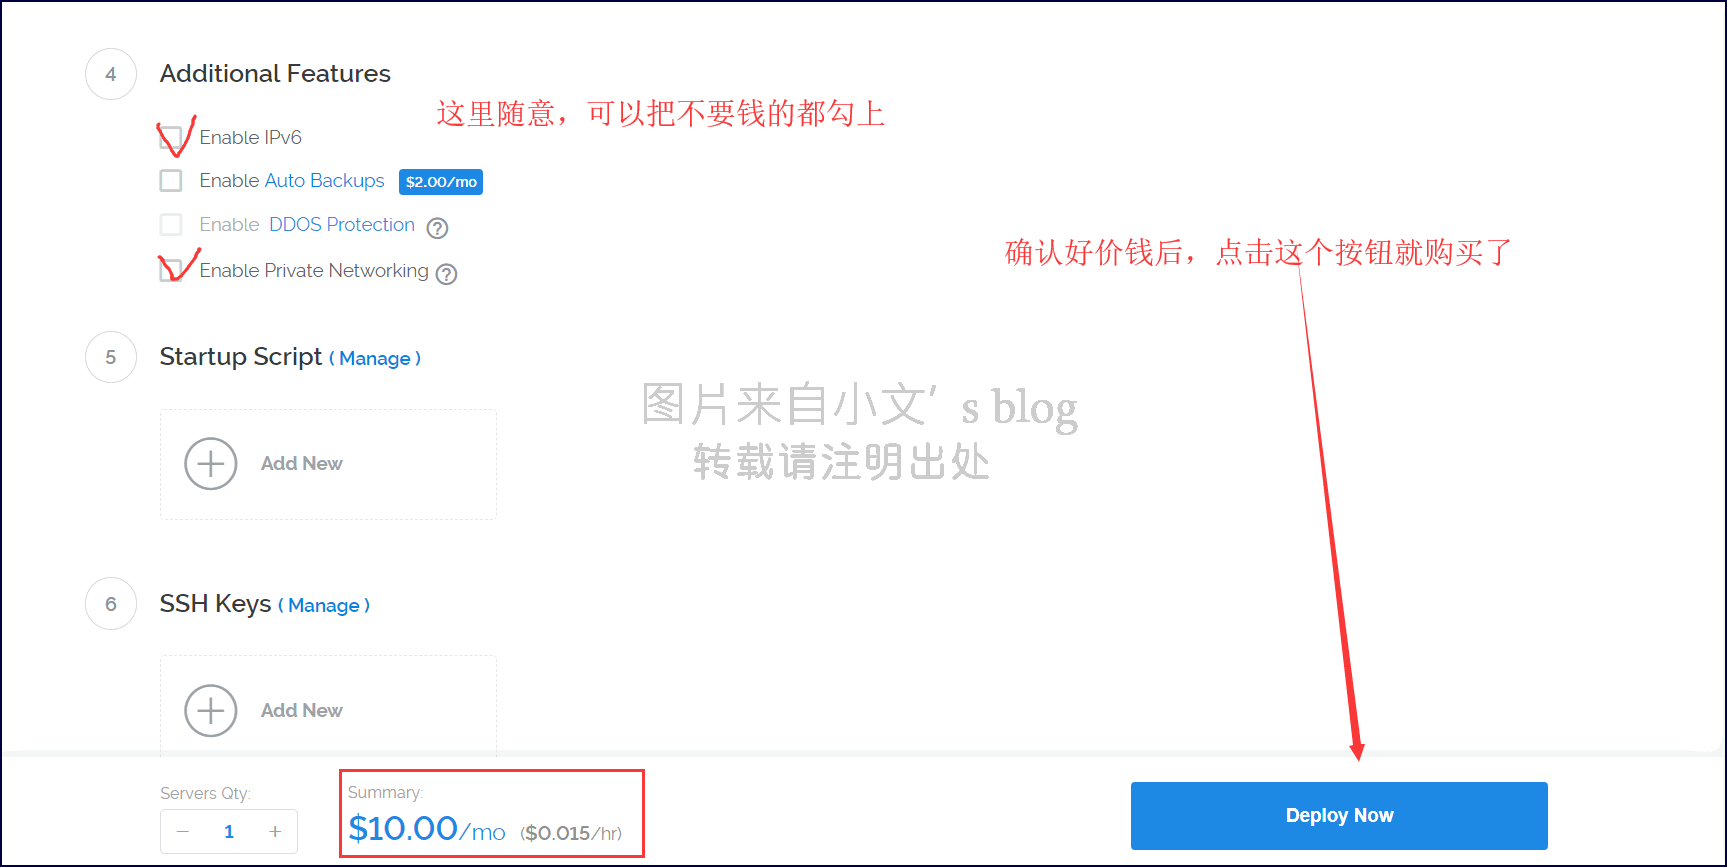 4 Additional Features
这里随意，可以把不要钱的都勾上
Enable IPv6
Enable Auto Backups $2.00/mo
Enable DDOS Protection ?
确认好价钱后，点击这个按钮就购买了
Enable Private Networking ?
5 Startup Script ( Manage )
图片来自小文’s blog
转载请注明出处
Add New
6 SSH Keys ( Manage )
Add New
Servers Qty:
− 1 +
Summary:
$10.00/mo ($0.015/hr)
Deploy Now